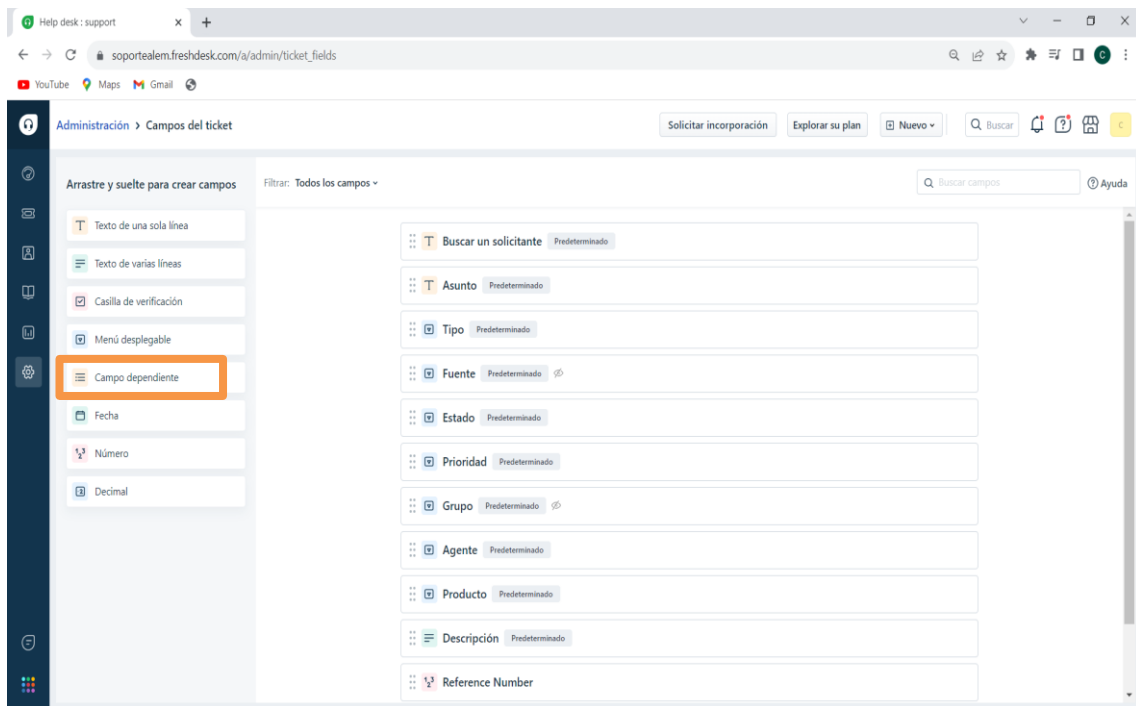 Help desk : support
soportealem.freshdesk.com/a/admin/ticket_fields
YouTube Maps Gmail
Administración > Campos del ticket
Solicitar incorporación
Explorar su plan
Nuevo
Buscar
C
Arrastre y suelte para crear campos
Filtrar: Todos los campos
Buscar campos
Ayuda
Texto de una sola línea
Texto de varias líneas
Casilla de verificación
Menú desplegable
Campo dependiente
Fecha
Número
Decimal
Buscar un solicitante Predeterminado
Asunto Predeterminado
Tipo Predeterminado
Fuente Predeterminado
Estado Predeterminado
Prioridad Predeterminado
Grupo Predeterminado
Agente Predeterminado
Producto Predeterminado
Descripción Predeterminado
Reference Number